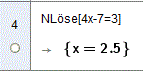 4
NLöse[4x-7=3]
→ {x = 2.5}